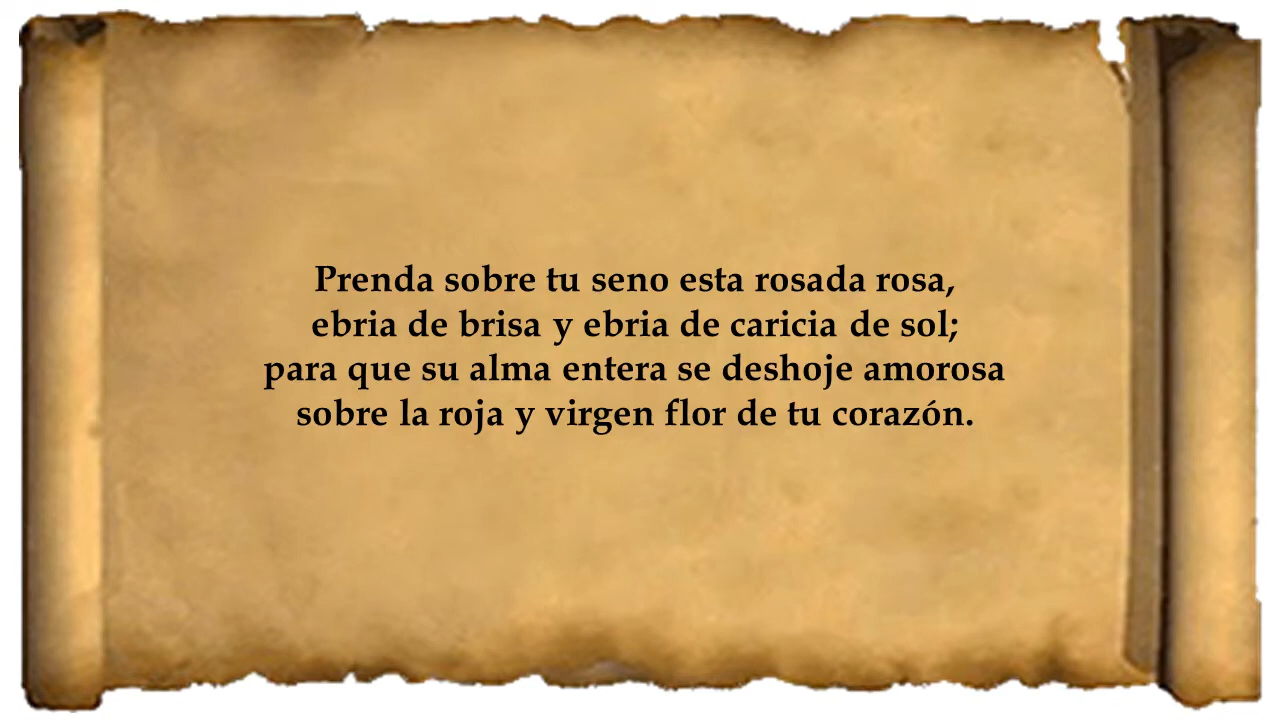 Prenda sobre tu seno esta rosada rosa,
ebria de brisa y ebria de caricia de sol;
para que su alma entera se deshoje amorosa
sobre la roja y virgen flor de tu corazón.